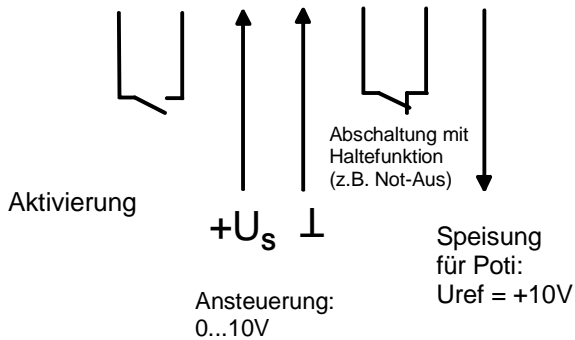 Abschaltung mit
Haltefunktion
(z.B. Not-Aus)
Aktivierung
+Us ⊥
Ansteuerung:
0...10V
Speisung
für Poti:
Uref = +10V